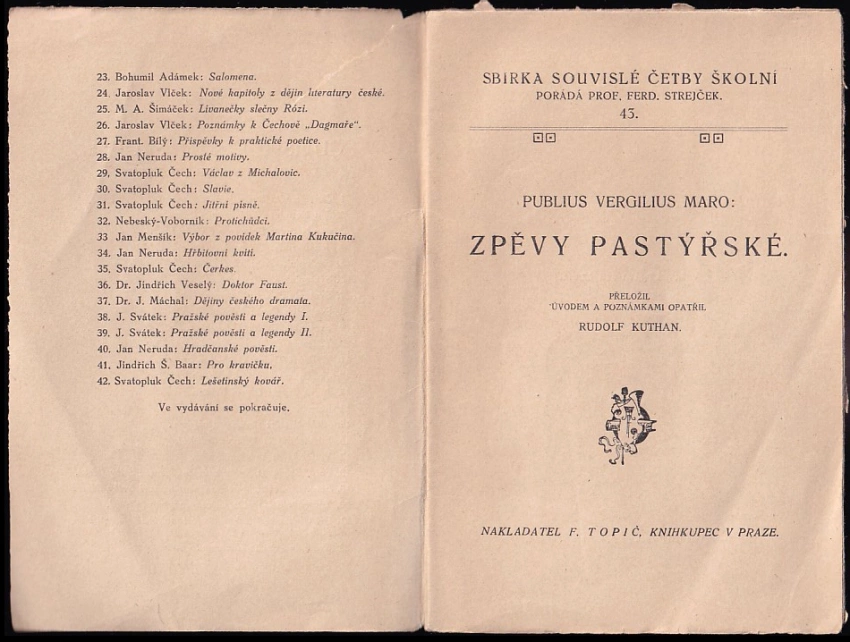 23. Bohumil Adámek: Salomena.
24. Jaroslav Vlček: Nové kapitoly z dějin literatury české.
25. M. A. Šimáček: Lívanečky slečny Rózi.
26. Jaroslav Vlček: Poznámky k Čechově „Dagmaře“.
27. Frant. Bílý: Příspěvky k praktické poetice.
28. Jan Neruda: Prosté motivy.
29. Svatopluk Čech: Václav z Michalovic.
30. Svatopluk Čech: Slavie.
31. Svatopluk Čech: Jitřní písně.
32. Nebeský-Voborník: Protichůdci.
33 Jan Menšík: Výbor z povídek Martina Kukučína.
34. Jan Neruda: Hřbitovní kvítí.
35. Svatopluk Čech: Čerkes.
36. Dr. Jindřich Veselý: Doktor Faust.
37. Dr. J. Máchal: Dějiny českého dramata.
38. J. Svátek: Pražské pověsti a legendy I.
39. J. Svátek: Pražské pověsti a legendy II.
40. Jan Neruda: Hradčanské pověsti.
41. Jindřich Š. Baar: Pro kravičku.
42. Svatopluk Čech: Lešetínský kovář.
Ve vydávání se pokračuje.
SBÍRKA SOUVISLÉ ČETBY ŠKOLNÍ
POŘÁDÁ PROF. FERD. STREJČEK.
43.
PUBLIUS VERGILIUS MARO:
ZPĚVY PASTÝŘSKÉ.
PŘELOŽIL
ÚVODEM A POZNÁMKAMI OPATŘIL
RUDOLF KUTHAN.
NAKLADATEL F. TOPIČ, KNIHKUPEC V PRAZE.